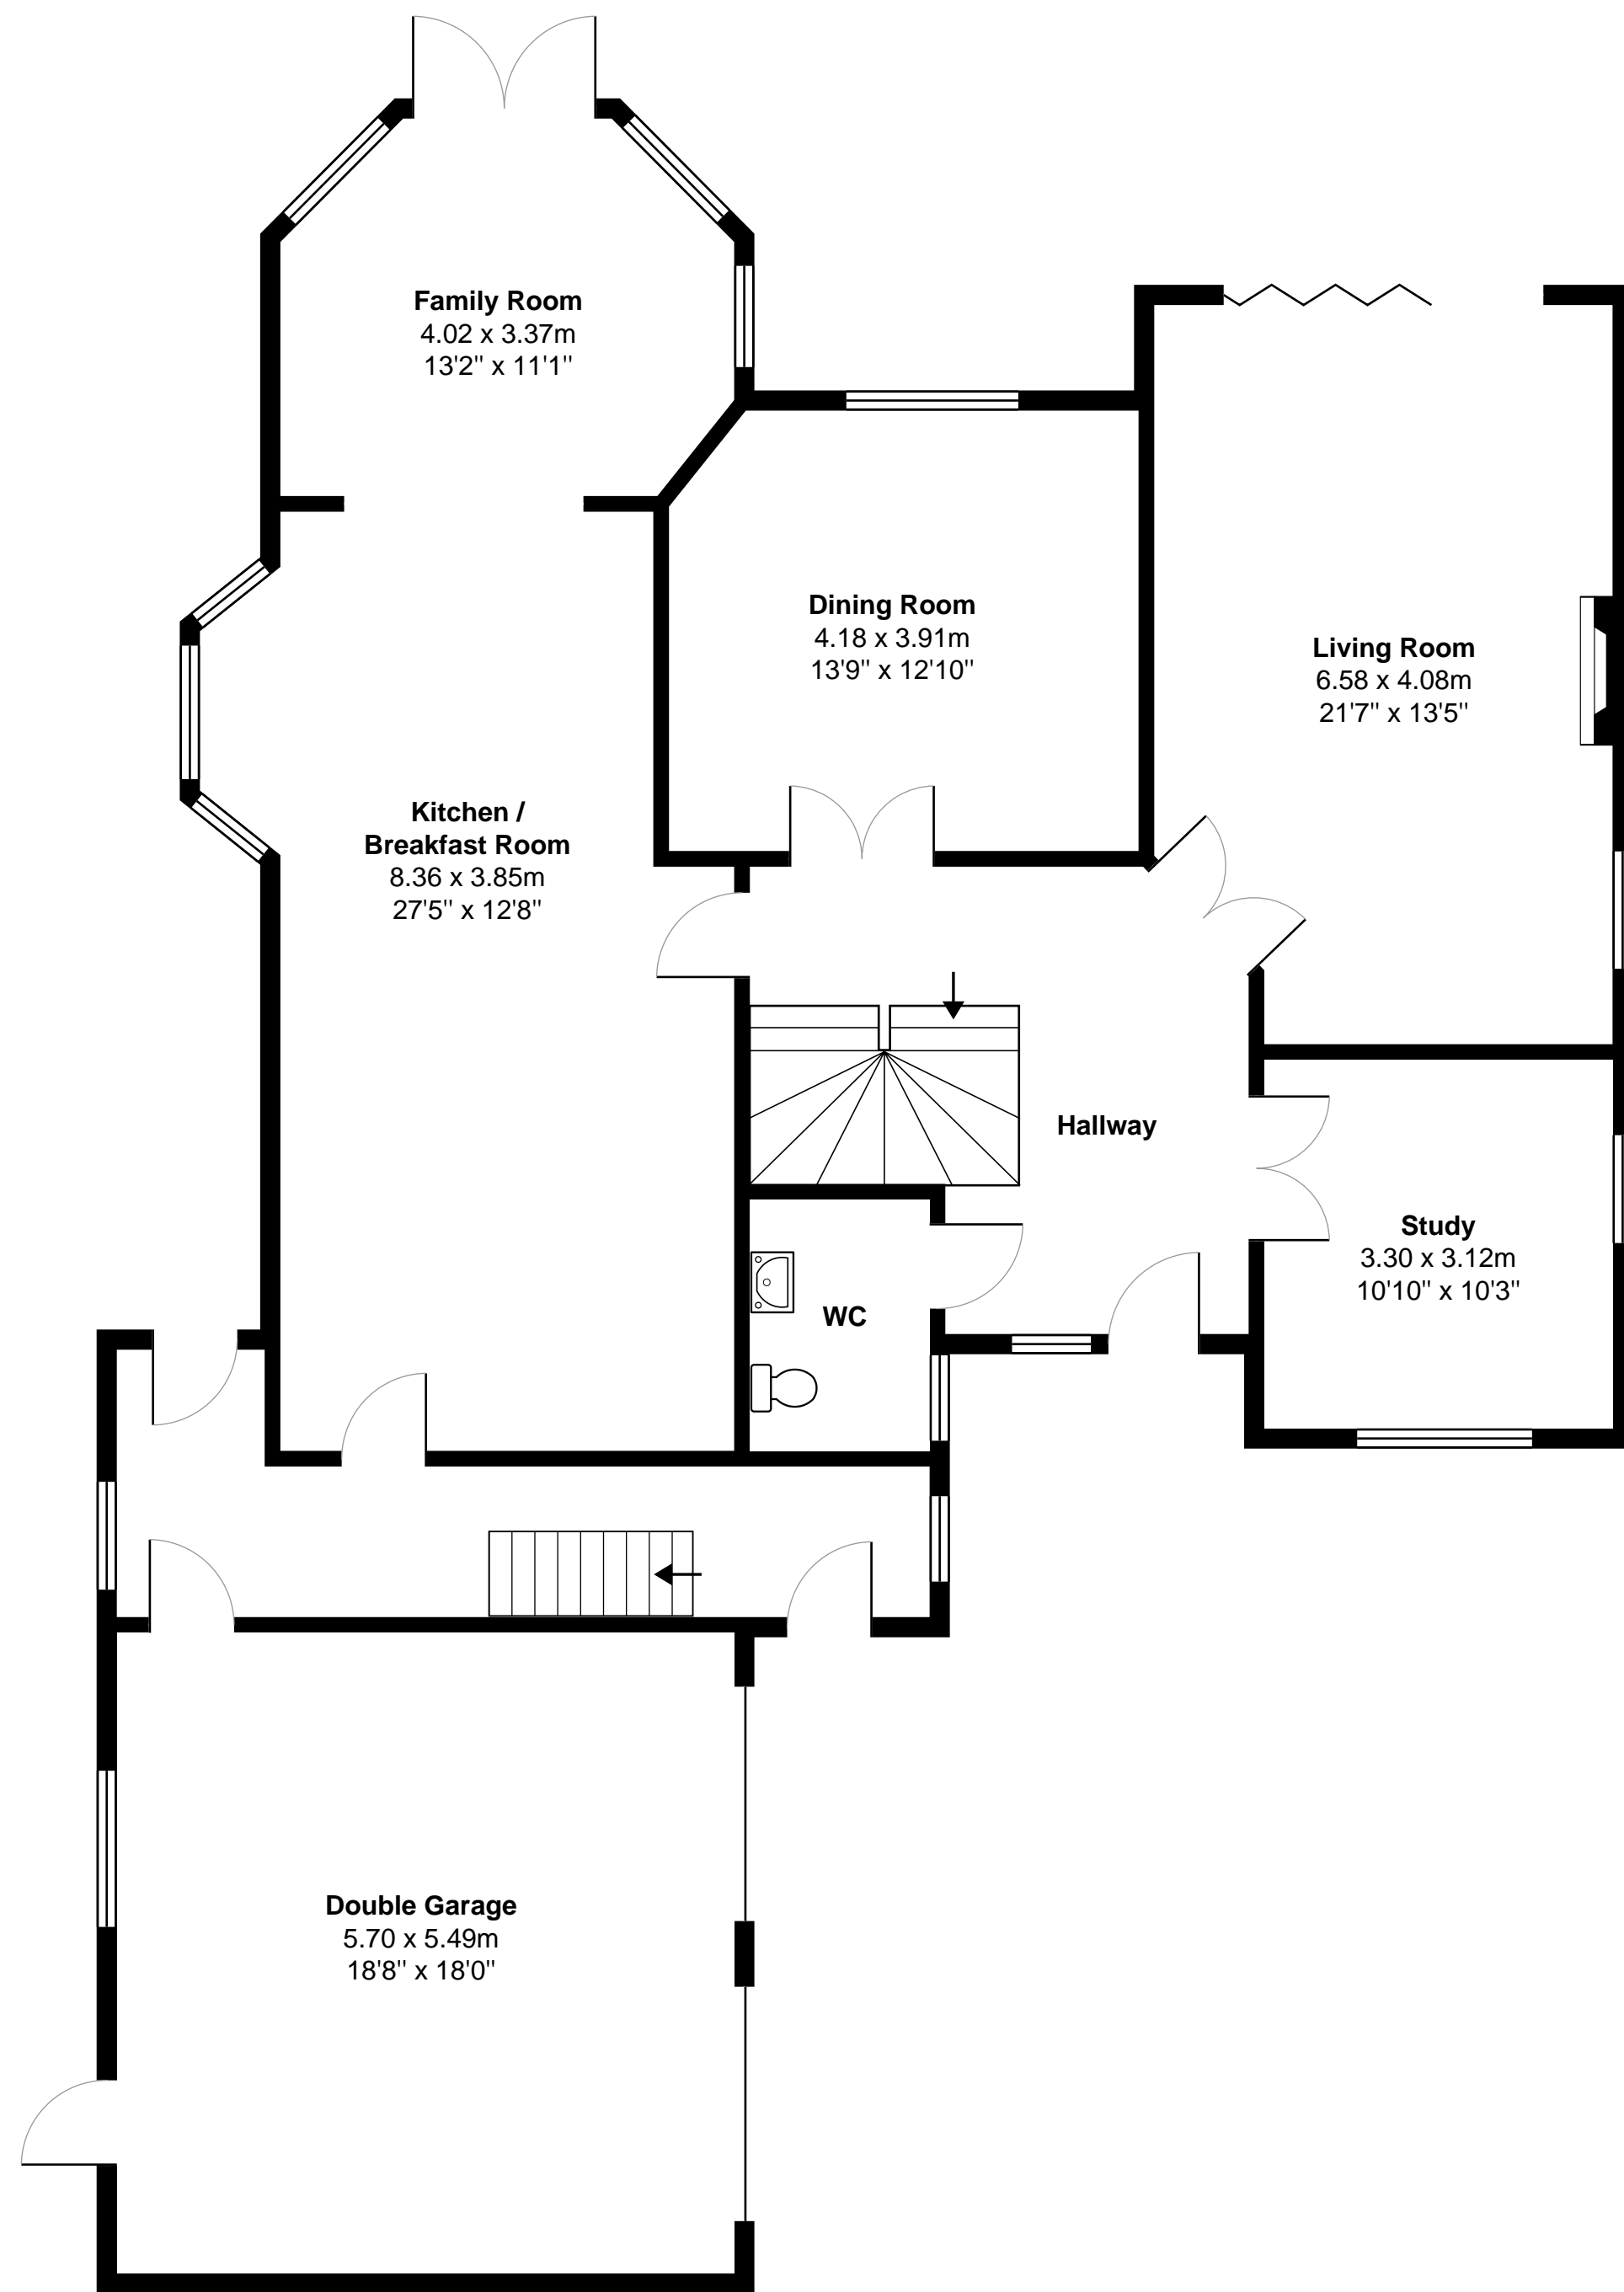 Family Room
4.02 x 3.37m
13'2" x 11'1"
Dining Room
4.18 x 3.91m
13'9" x 12'10"
Living Room
6.58 x 4.08m
21'7" x 13'5"
Kitchen /
Breakfast Room
8.36 x 3.85m
27'5" x 12'8"
Hallway
Study
3.30 x 3.12m
10'10" x 10'3"
WC
Double Garage
5.70 x 5.49m
18'8" x 18'0"